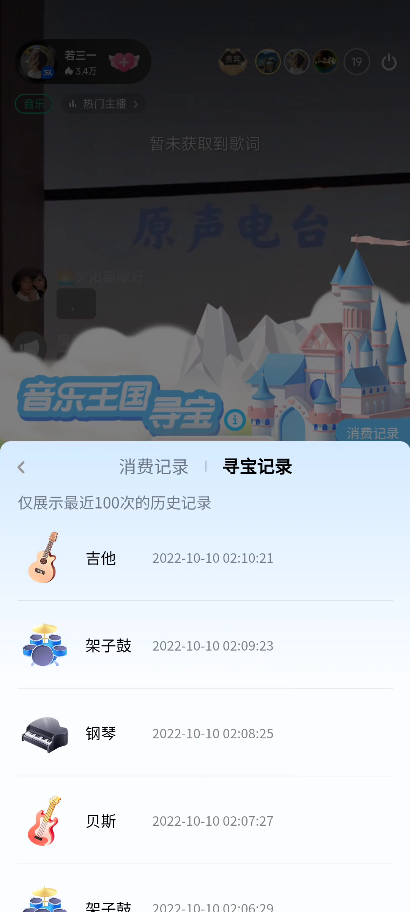 若三一
3.4万
贵宾
19
音乐
热门主播
暂未获取到歌词
原声电台
音乐王国
寻宝
消费记录
消费记录
寻宝记录
仅展示最近100次的历史记录
吉他 2022-10-10 02:10:21
架子鼓 2022-10-10 02:09:23
钢琴 2022-10-10 02:08:25
贝斯 2022-10-10 02:07:27
架子鼓 2022-10-10 02:06:29